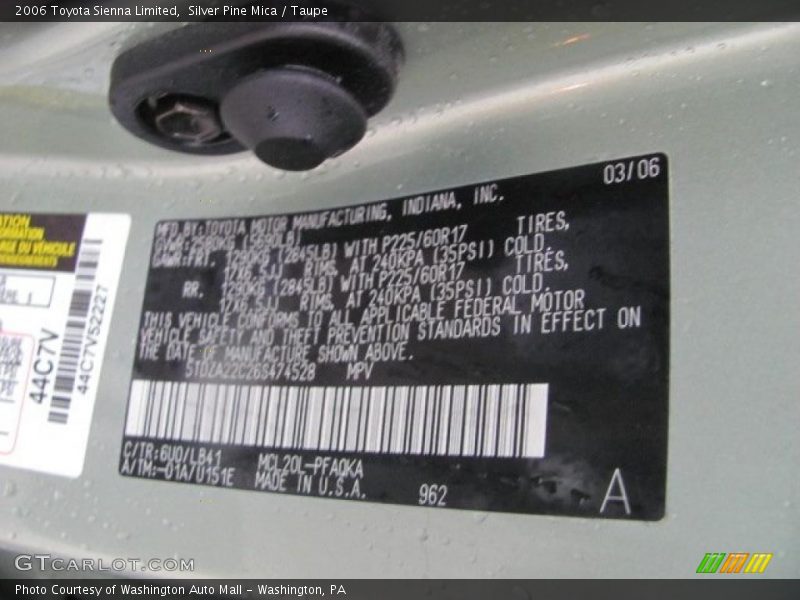 2006 Toyota Sienna Limited, Silver Pine Mica / Taupe
03/06
MFD BY: TOYOTA MOTOR MANUFACTURING, INDIANA, INC.
GVWR: 2580KG (5690LB)
GAWR: FRT. 1290KG (2845LB) WITH P225/60R17 TIRES,
17X6.5JJ RIMS, AT 240KPA (35PSI) COLD.
RR. 1290KG (2845LB) WITH P225/60R17 TIRES,
17X6.5JJ RIMS, AT 240KPA (35PSI) COLD.
THIS VEHICLE CONFORMS TO ALL APPLICABLE FEDERAL MOTOR
VEHICLE SAFETY AND THEFT PREVENTION STANDARDS IN EFFECT ON
THE DATE OF MANUFACTURE SHOWN ABOVE.
5TDZA22C26S474528 MPV
C/TR: 6U0/LB41 MCL20L-PFAQKA
A/TM: -01A/U151E MADE IN U.S.A. 962 A
DU VÉHICULE
44C7V
44C7V52227
GTCARLOT.COM
Photo Courtesy of Washington Auto Mall - Washington, PA